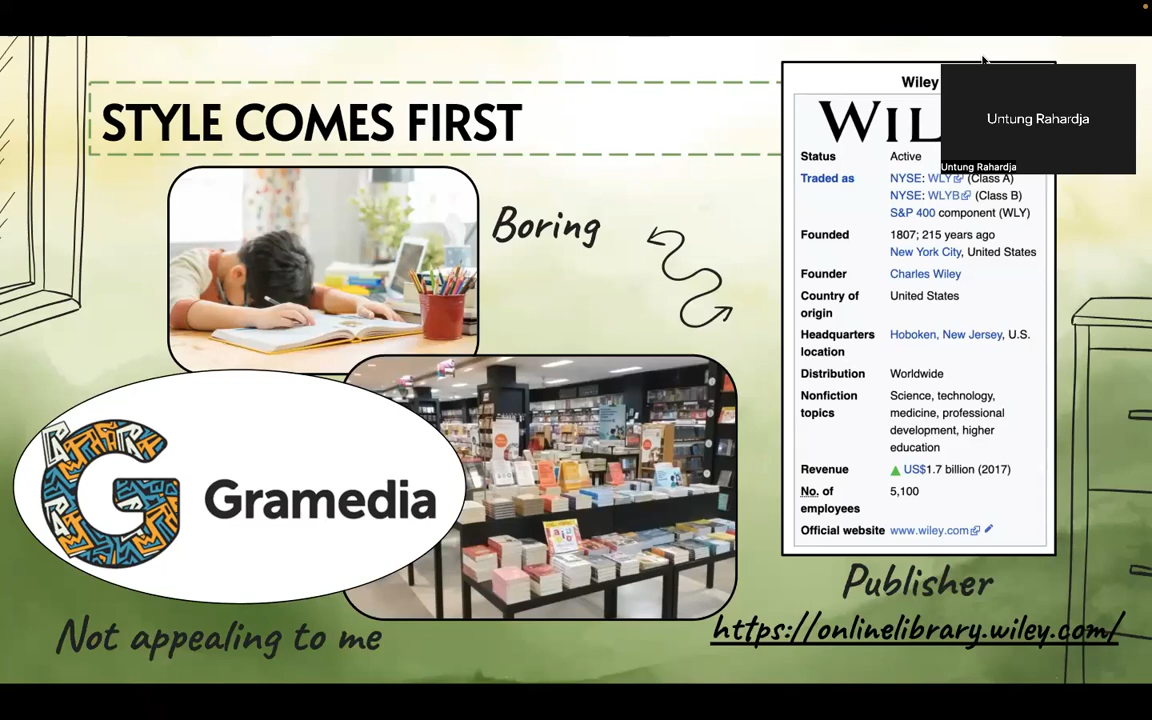 STYLE COMES FIRST
Boring
Gramedia
Not appealing to me
Wiley
WIL
Status Active
Traded as NYSE: WLY (Class A)
NYSE: WLYB (Class B)
S&P 400 component (WLY)
Founded 1807; 215 years ago
New York City, United States
Founder Charles Wiley
Country of origin United States
Headquarters location Hoboken, New Jersey, U.S.
Distribution Worldwide
Nonfiction topics Science, technology,
medicine, professional
development, higher
education
Revenue US$1.7 billion (2017)
No. of employees 5,100
Official website www.wiley.com
Publisher
https://onlinelibrary.wiley.com/
Untung Rahardja
Untung Rahardja